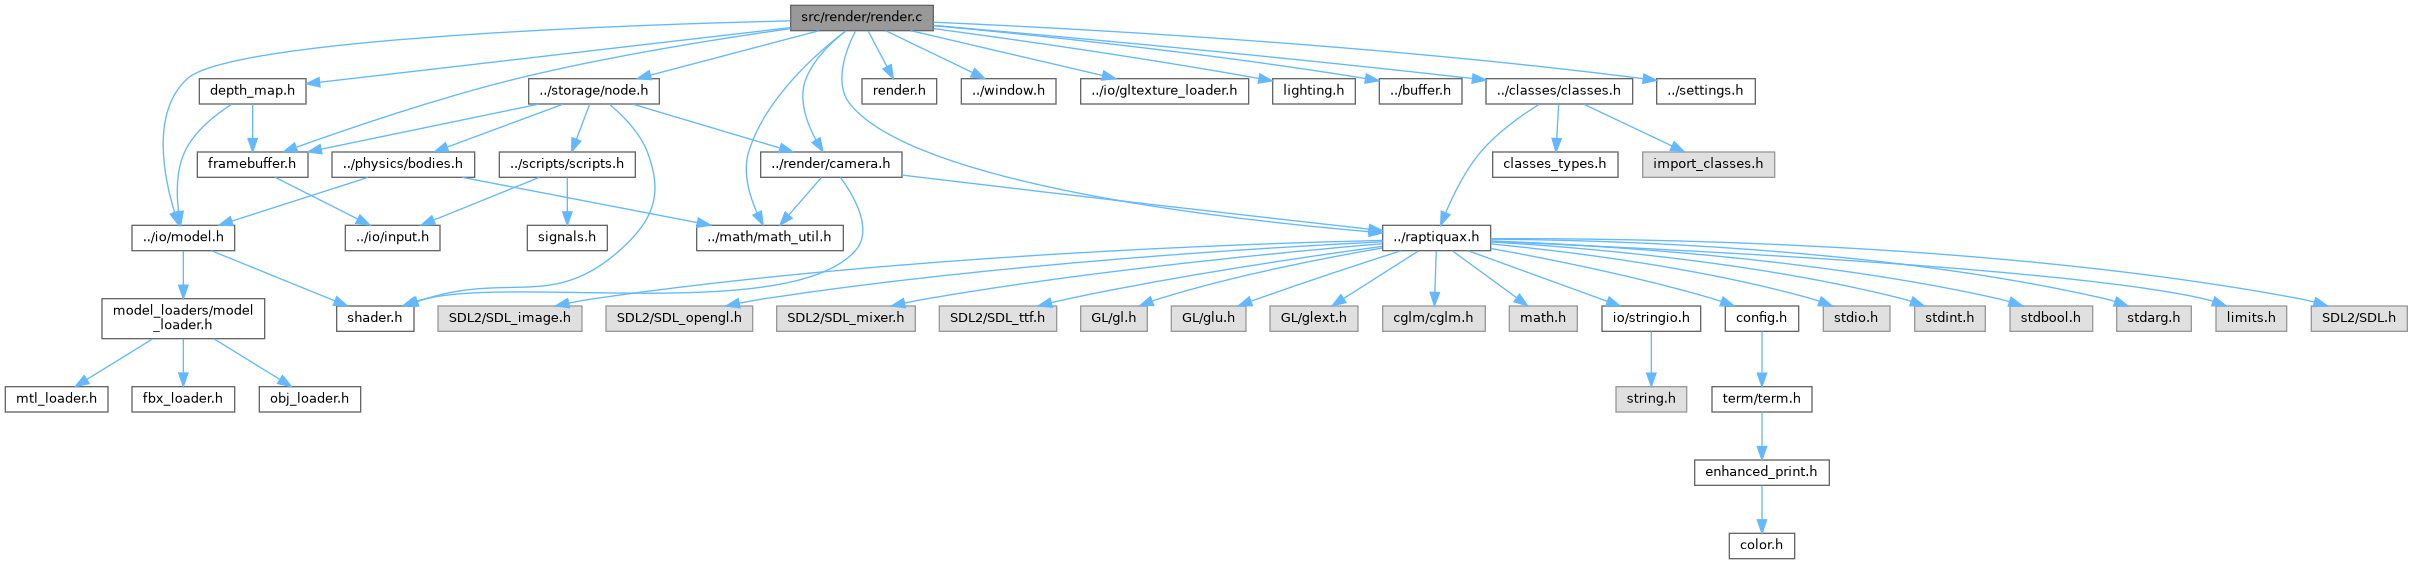 src/render/render.c
depth_map.h
../storage/node.h
render.h
../window.h
../io/gltexture_loader.h
lighting.h
../buffer.h
../classes/classes.h
../settings.h
framebuffer.h
../physics/bodies.h
../scripts/scripts.h
../render/camera.h
classes_types.h
import_classes.h
../io/model.h
../io/input.h
signals.h
../math/math_util.h
../raptiquax.h
model_loaders/model
_loader.h
shader.h
SDL2/SDL_image.h
SDL2/SDL_opengl.h
SDL2/SDL_mixer.h
SDL2/SDL_ttf.h
GL/gl.h
GL/glu.h
GL/glext.h
cglm/cglm.h
math.h
io/stringio.h
config.h
stdio.h
stdint.h
stdbool.h
stdarg.h
limits.h
SDL2/SDL.h
mtl_loader.h
fbx_loader.h
obj_loader.h
string.h
term/term.h
enhanced_print.h
color.h